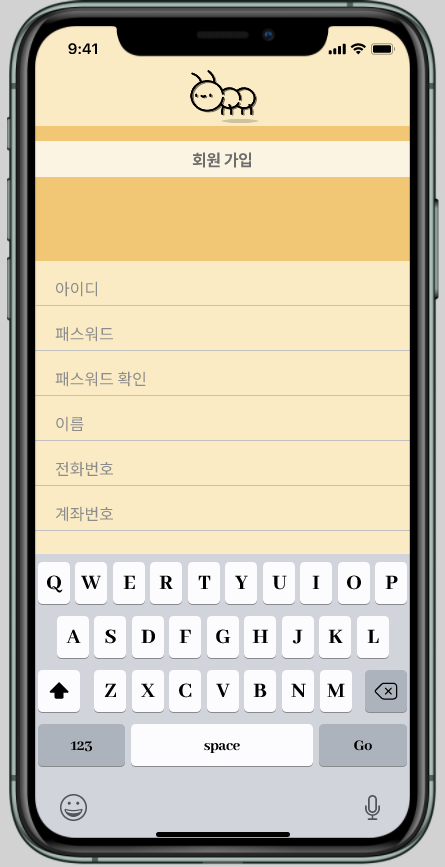 9:41
회원 가입
아이디
패스워드
패스워드 확인
이름
전화번호
계좌번호
Q W E R T Y U I O P
A S D F G H J K L
Z X C V B N M
123 space Go